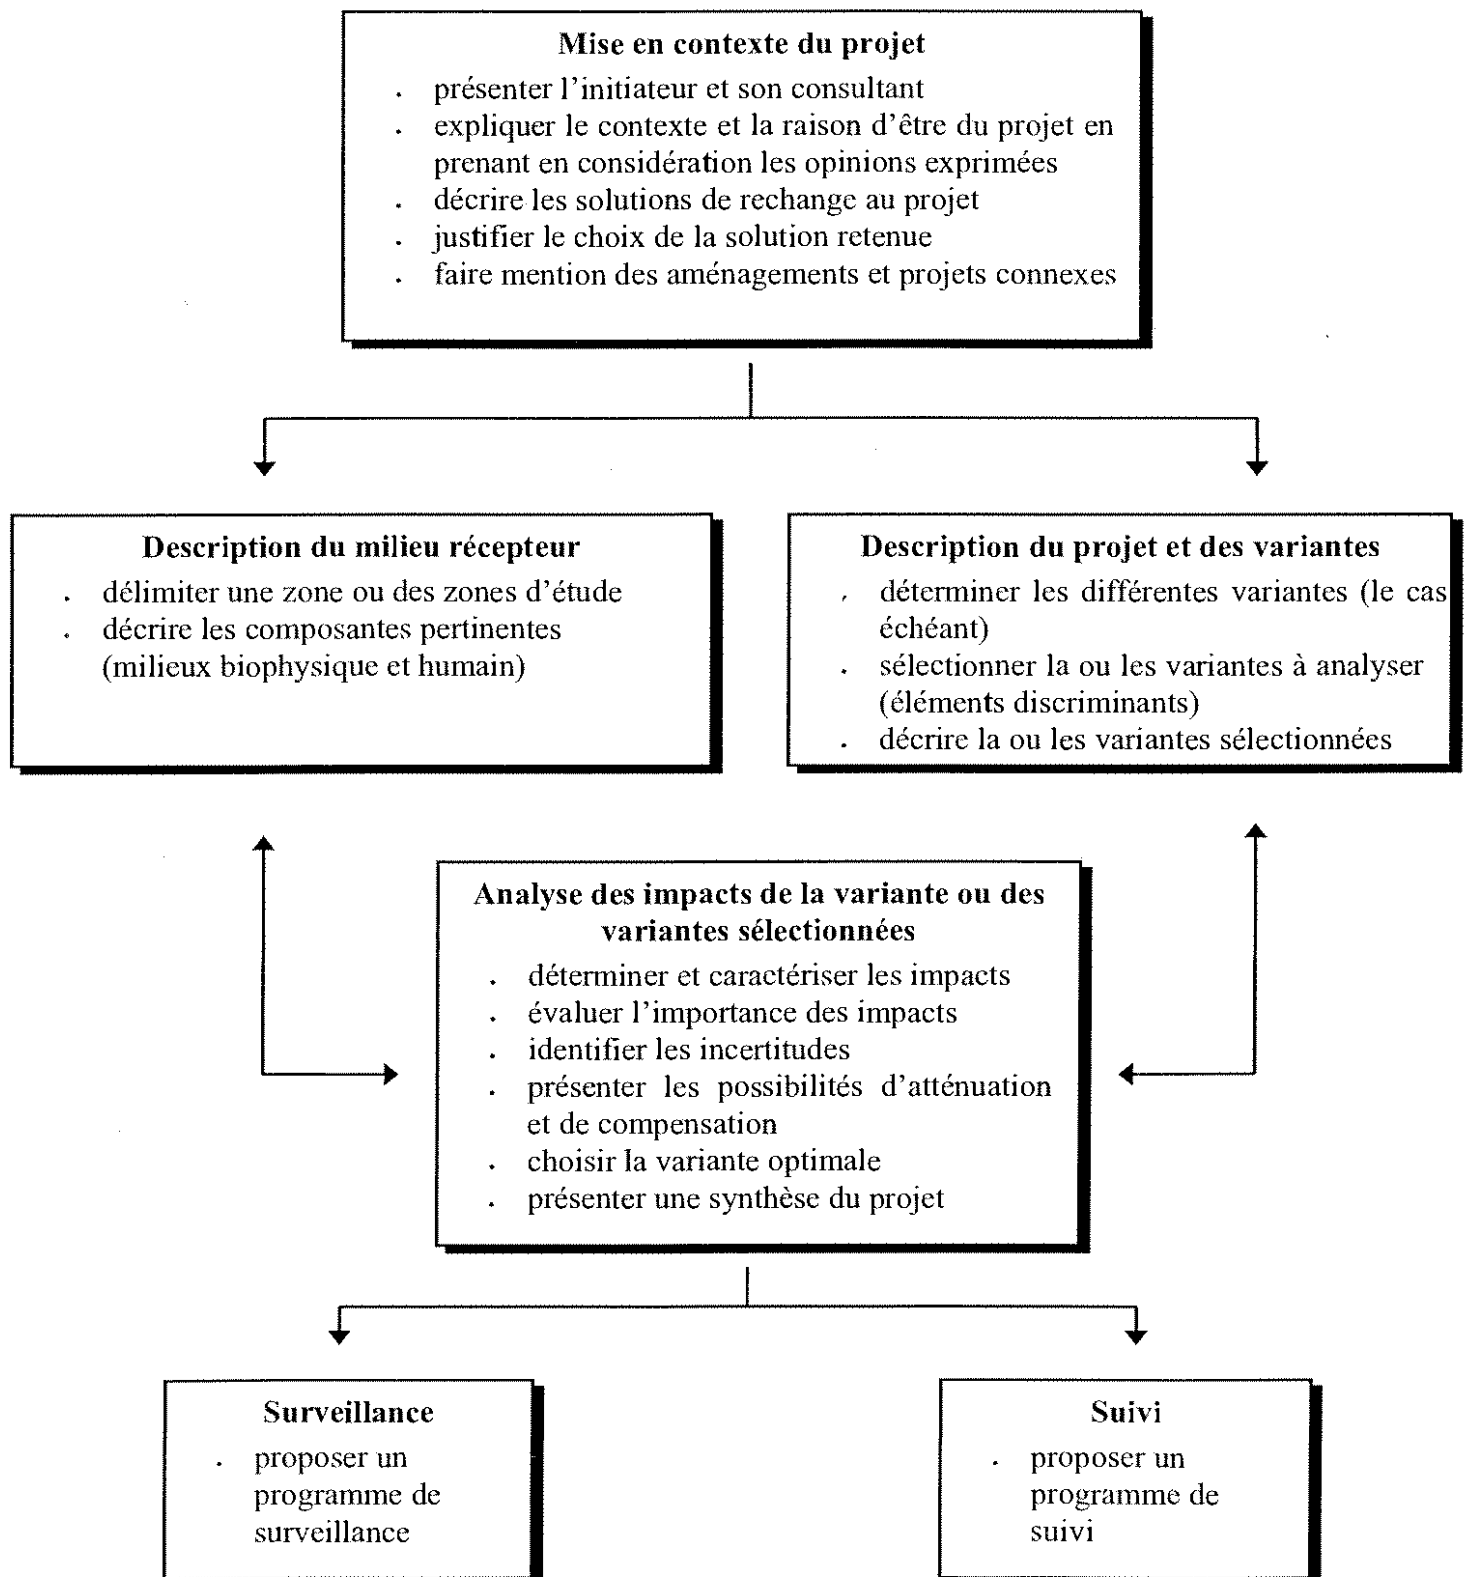 Mise en contexte du projet
. présenter l'initiateur et son consultant
. expliquer le contexte et la raison d'être du projet en
prenant en considération les opinions exprimées
. décrire les solutions de rechange au projet
. justifier le choix de la solution retenue
. faire mention des aménagements et projets connexes
Description du milieu récepteur
. délimiter une zone ou des zones d'étude
. décrire les composantes pertinentes
(milieux biophysique et humain)
Description du projet et des variantes
. déterminer les différentes variantes (le cas
échéant)
. sélectionner la ou les variantes à analyser
(éléments discriminants)
. décrire la ou les variantes sélectionnées
Analyse des impacts de la variante ou des
variantes sélectionnées
. déterminer et caractériser les impacts
. évaluer l'importance des impacts
. identifier les incertitudes
. présenter les possibilités d'atténuation
et de compensation
. choisir la variante optimale
. présenter une synthèse du projet
Surveillance
. proposer un
programme de
surveillance
Suivi
. proposer un
programme de
suivi